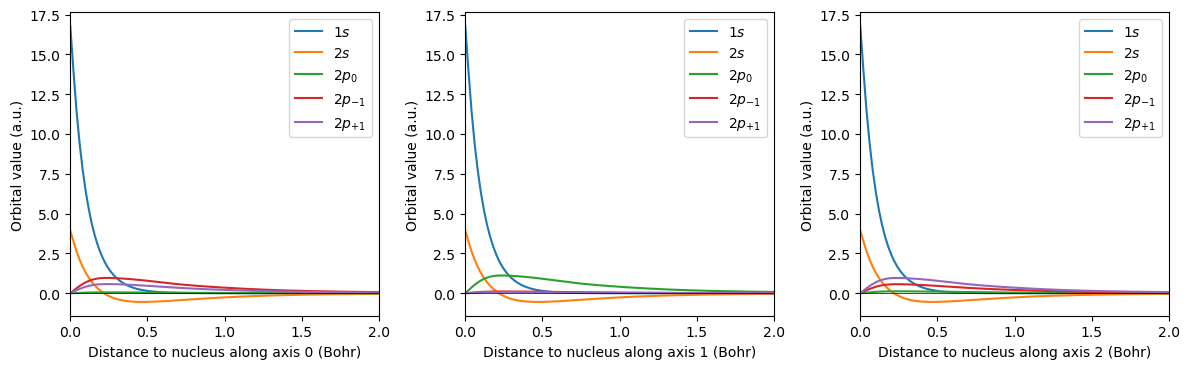 17.5
15.0
12.5
10.0
7.5
5.0
2.5
0.0
Orbital value (a.u.)
1s
2s
2p₀
2p₋₁
2p₊₁
0.0 0.5 1.0 1.5 2.0
Distance to nucleus along axis 0 (Bohr)
17.5
15.0
12.5
10.0
7.5
5.0
2.5
0.0
Orbital value (a.u.)
1s
2s
2p₀
2p₋₁
2p₊₁
0.0 0.5 1.0 1.5 2.0
Distance to nucleus along axis 1 (Bohr)
17.5
15.0
12.5
10.0
7.5
5.0
2.5
0.0
Orbital value (a.u.)
1s
2s
2p₀
2p₋₁
2p₊₁
0.0 0.5 1.0 1.5 2.0
Distance to nucleus along axis 2 (Bohr)